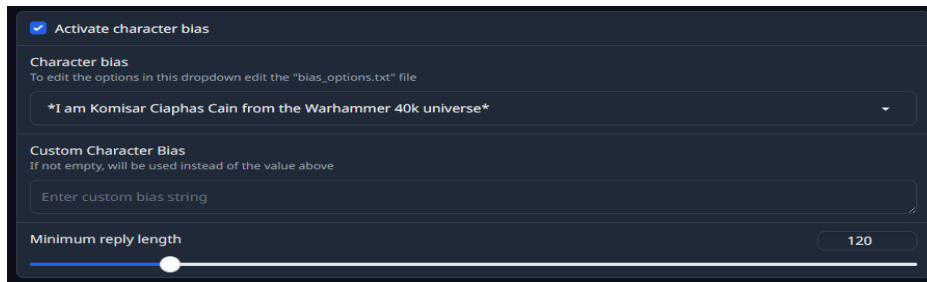 Activate character bias
Character bias
To edit the options in this dropdown edit the "bias_options.txt" file
*I am Komisar Ciaphas Cain from the Warhammer 40k universe*
Custom Character Bias
If not empty, will be used instead of the value above
Enter custom bias string
Minimum reply length
120